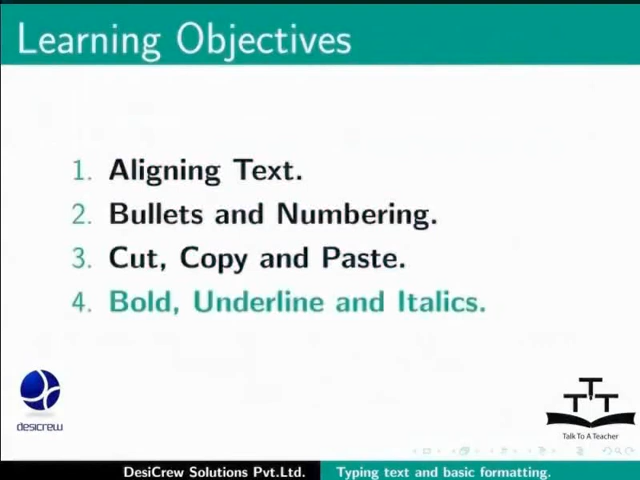 Learning Objectives
1. Aligning Text.
2. Bullets and Numbering.
3. Cut, Copy and Paste.
4. Bold, Underline and Italics.
desicrew
TTT
Talk To A Teacher
DesiCrew Solutions Pvt.Ltd. Typing text and basic formatting.